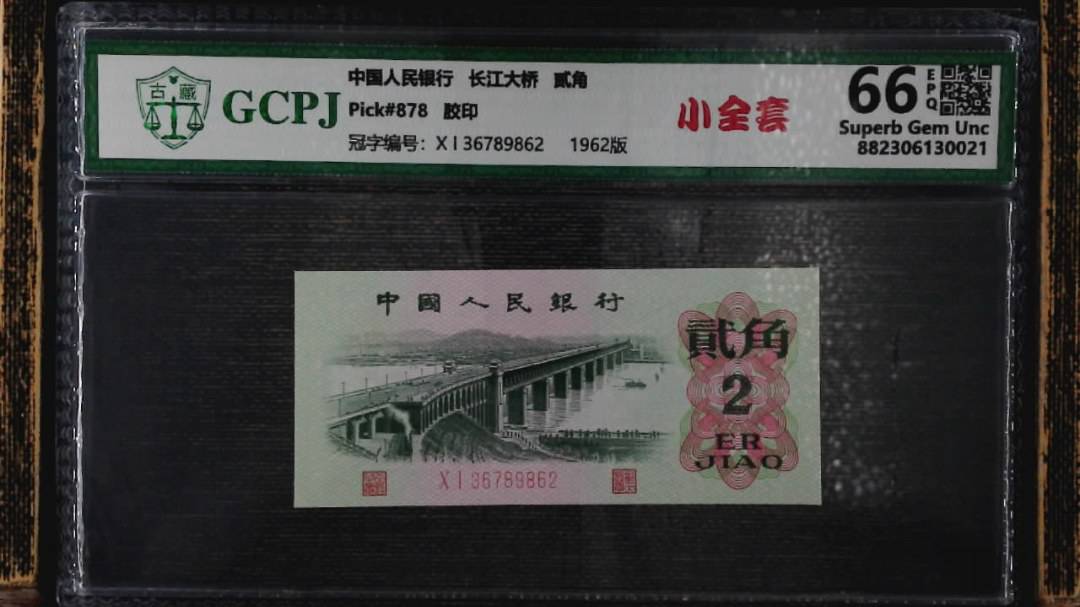 古藏
GCPJ
中国人民银行 长江大桥 贰角
Pick#878 胶印
冠字编号：X I 36789862 1962版
小全套
66
EPQ
Superb Gem Unc
882306130021
中國人民銀行
貳角
2
ER
JIAO
X I 36789862